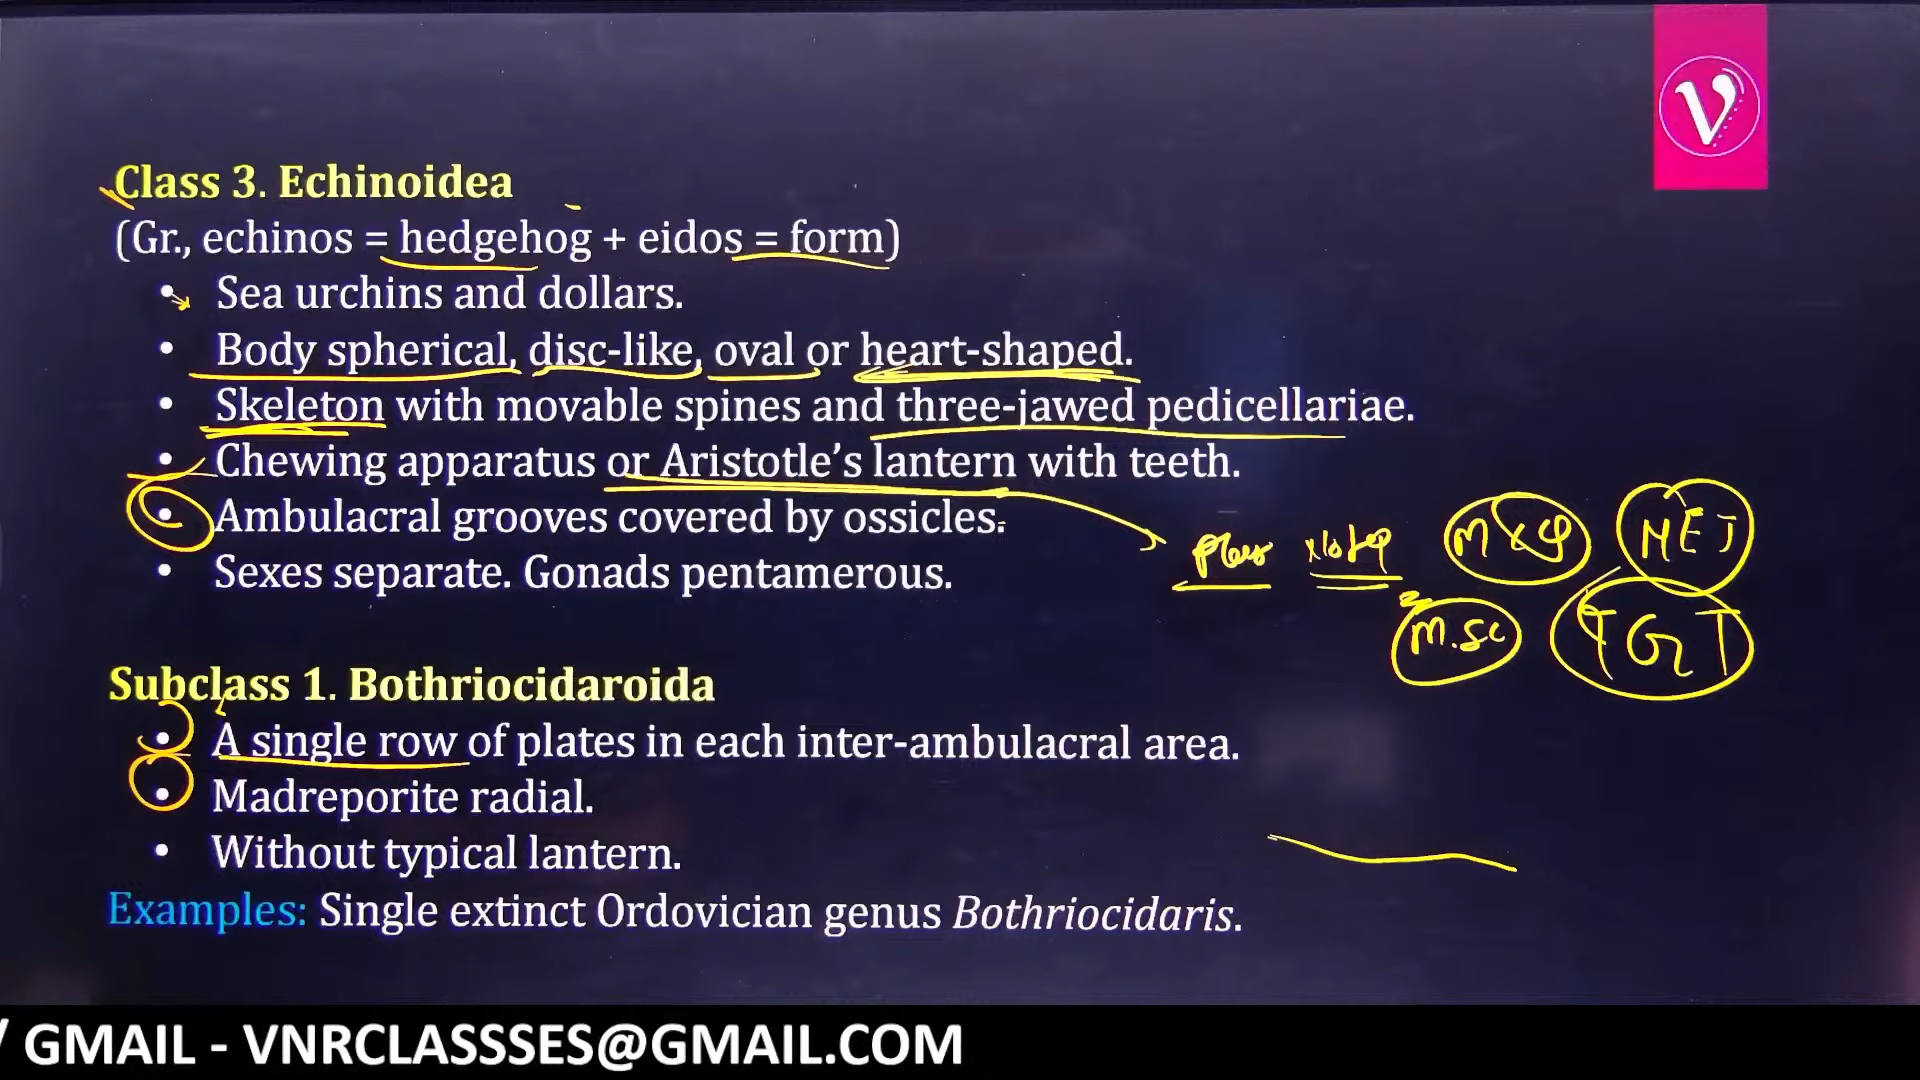 V
Class 3. Echinoidea
(Gr., echinos = hedgehog + eidos = form)
• Sea urchins and dollars.
• Body spherical, disc-like, oval or heart-shaped.
• Skeleton with movable spines and three-jawed pedicellariae.
• Chewing apparatus or Aristotle's lantern with teeth.
• Ambulacral grooves covered by ossicles.
• Sexes separate. Gonads pentamerous.
NEJ
M.Sc
TGT
Subclass 1. Bothriocidaroida
• A single row of plates in each inter-ambulacral area.
• Madreporite radial.
• Without typical lantern.
Examples: Single extinct Ordovician genus Bothriocidaris.
/ GMAIL - VNRCLASSSES@GMAIL.COM